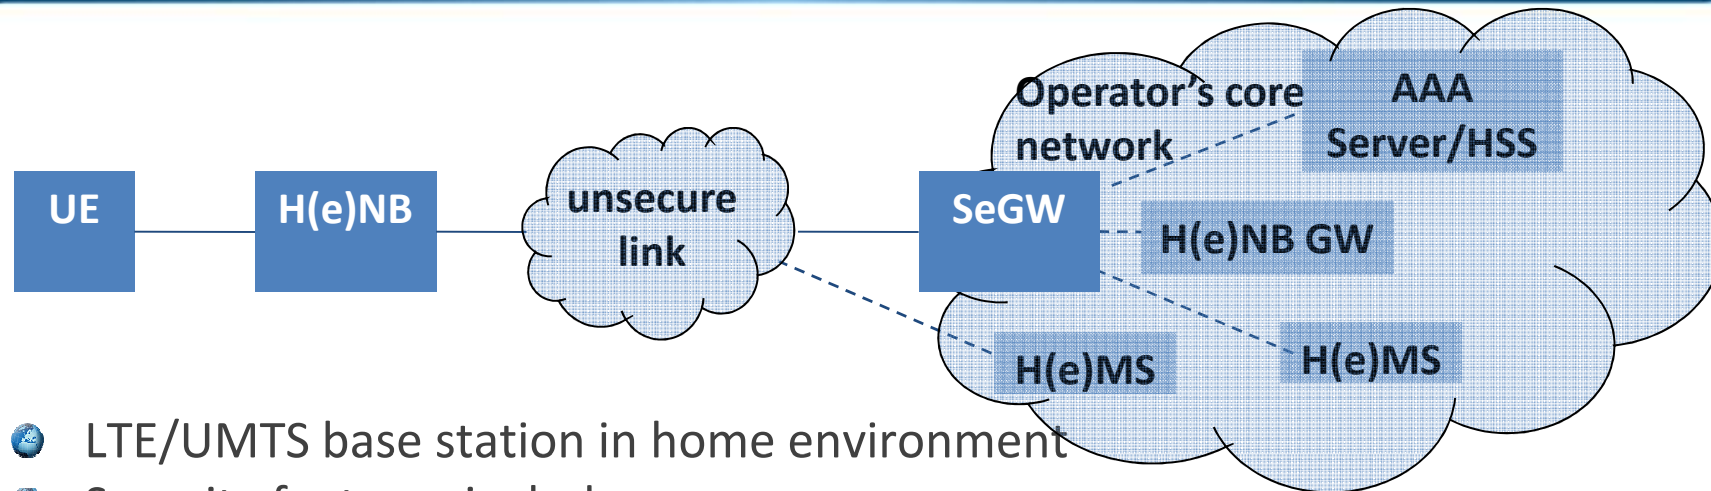 Operator's core
network
AAA
Server/HSS
UE
H(e)NB
unsecure
link
SeGW
H(e)NB GW
H(e)MS
H(e)MS
LTE/UMTS base station in home environment